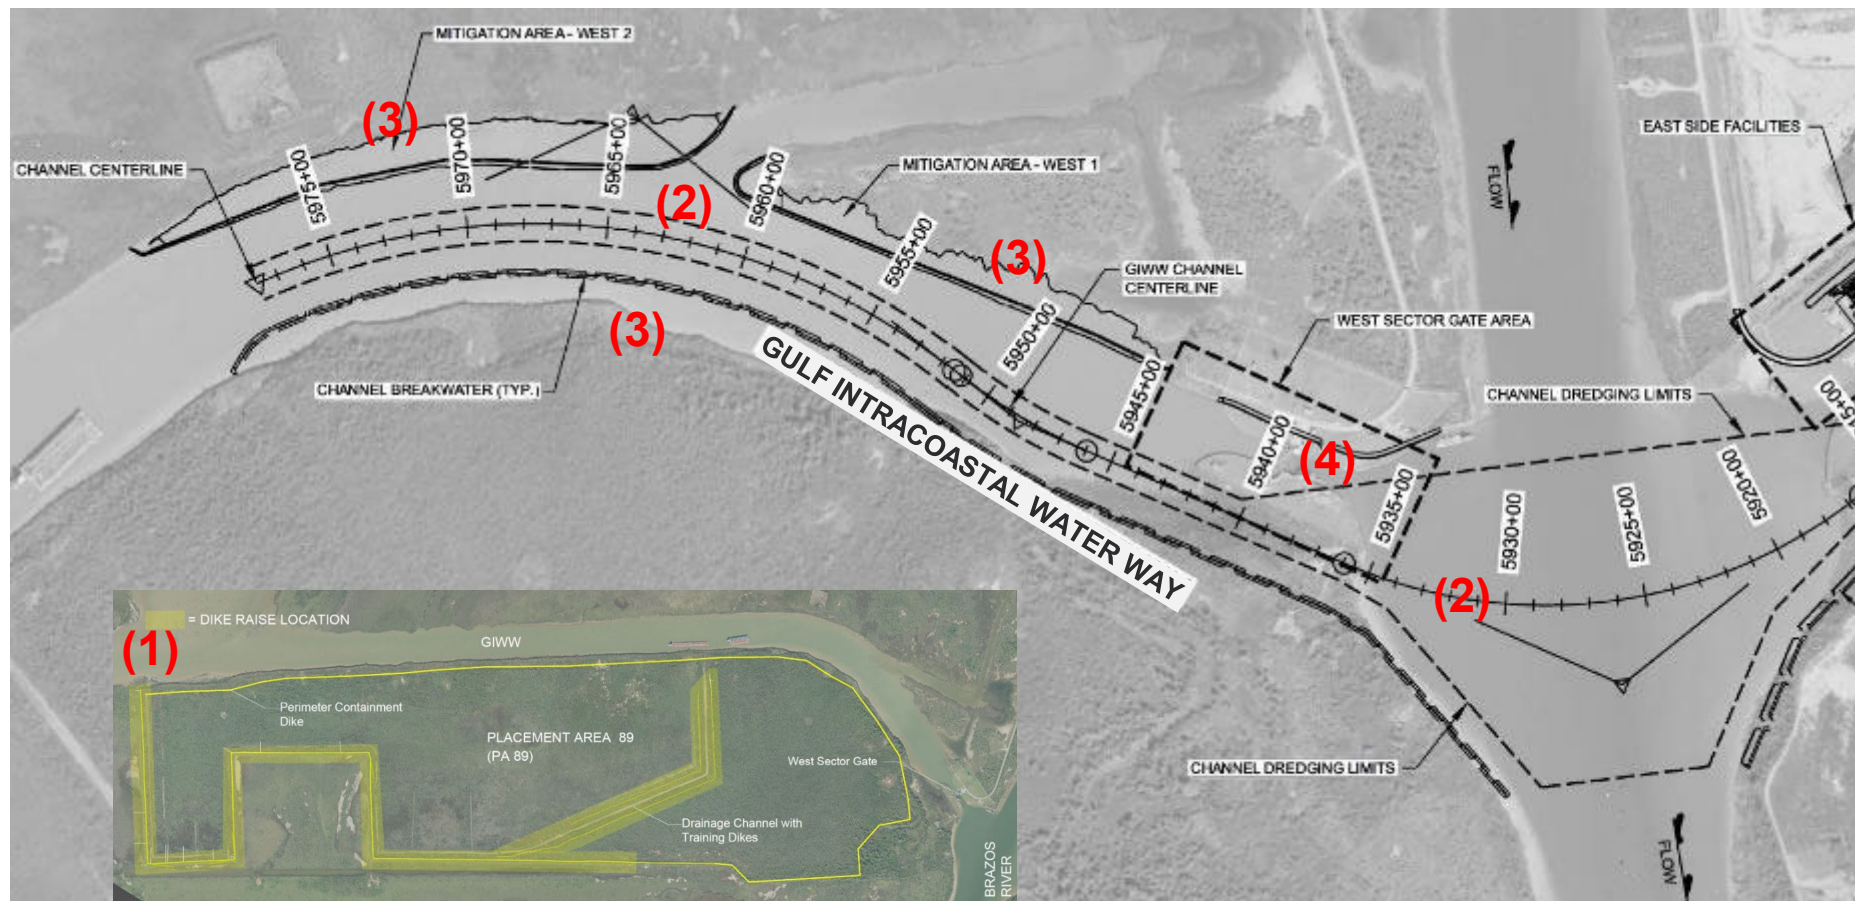 MITIGATION AREA - WEST 2
(3)
CHANNEL CENTERLINE
5975+00
5970+00
5965+00
(2)
5960+00
MITIGATION AREA - WEST 1
5955+00
(3)
EAST SIDE FACILITIES
FLOW
GIWW CHANNEL
CENTERLINE
5950+00
WEST SECTOR GATE AREA
(3)
CHANNEL BREAKWATER (TYP.)
GULF INTRACOASTAL WATER WAY
5945+00
CHANNEL DREDGING LIMITS
5940+00
(4)
5935+00
5930+00
5925+00
5920+00
15+00
(2)
CHANNEL DREDGING LIMITS
FLOW
(1)
= DIKE RAISE LOCATION
GIWW
Perimeter Containment
Dike
PLACEMENT AREA 89
(PA 89)
West Sector Gate
Drainage Channel with
Training Dikes
BRAZOS
RIVER